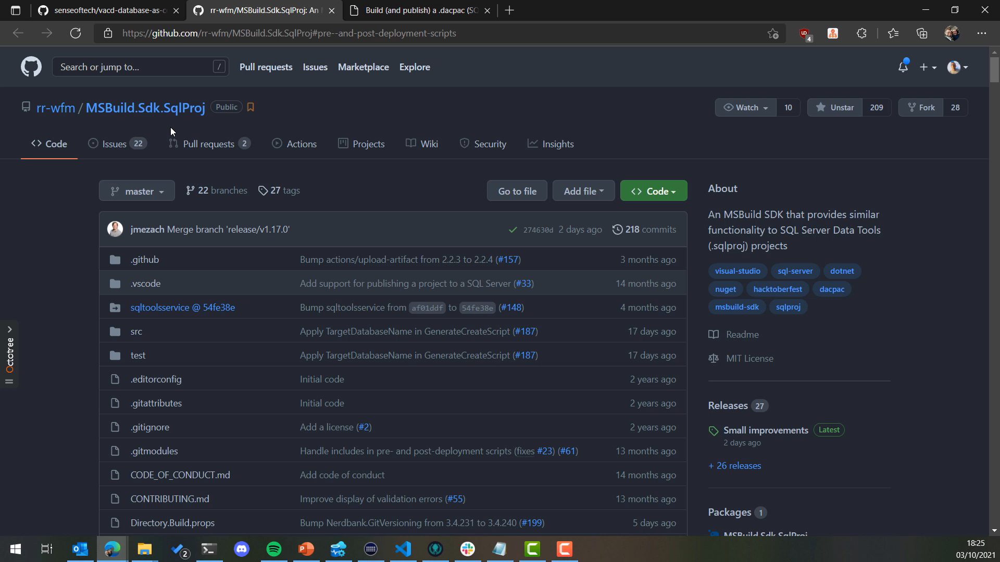 senseoftech/vacd-database-as-c
rr-wfm/MSBuild.Sdk.SqlProj: An
Build (and publish) a .dacpac (SQ
https://github.com/rr-wfm/MSBuild.Sdk.SqlProj#pre--and-post-deployment-scripts
4
Search or jump to...
/
Pull requests
Issues
Marketplace
Explore
rr-wfm / MSBuild.Sdk.SqlProj
Public
Watch 10
Unstar 209
Fork 28
Code
Issues 22
Pull requests 2
Actions
Projects
Wiki
Security
Insights
master
22 branches
27 tags
Go to file
Add file
Code
jmezach Merge branch 'release/v1.17.0' 274630d 2 days ago 218 commits
.github Bump actions/upload-artifact from 2.2.3 to 2.2.4 (#157) 3 months ago
.vscode Add support for publishing a project to a SQL Server (#33) 14 months ago
sqltoolsservice @ 54fe38e Bump sqltoolsservice from af01ddf to 54fe38e (#148) 4 months ago
src Apply TargetDatabaseName in GenerateCreateScript (#187) 17 days ago
test Apply TargetDatabaseName in GenerateCreateScript (#187) 17 days ago
.editorconfig Initial code 2 years ago
.gitattributes Initial code 2 years ago
.gitignore Add a license (#2) 2 years ago
.gitmodules Handle includes in pre- and post-deployment scripts (fixes #23) (#61) 13 months ago
CODE_OF_CONDUCT.md Add code of conduct 14 months ago
CONTRIBUTING.md Improve display of validation errors (#55) 13 months ago
Directory.Build.props Bump Nerdbank.GitVersioning from 3.4.231 to 3.4.240 (#199) 5 days ago
About
An MSBuild SDK that provides similar
functionality to SQL Server Data Tools
(.sqlproj) projects
visual-studio sql-server dotnet
nuget hacktoberfest dacpac
msbuild-sdk sqlproj
Readme
MIT License
Releases 27
Small improvements Latest
2 days ago
+ 26 releases
Packages 1
MSBuild.Sdk.SqlProj
Octotree
2
18:25
03/10/2021